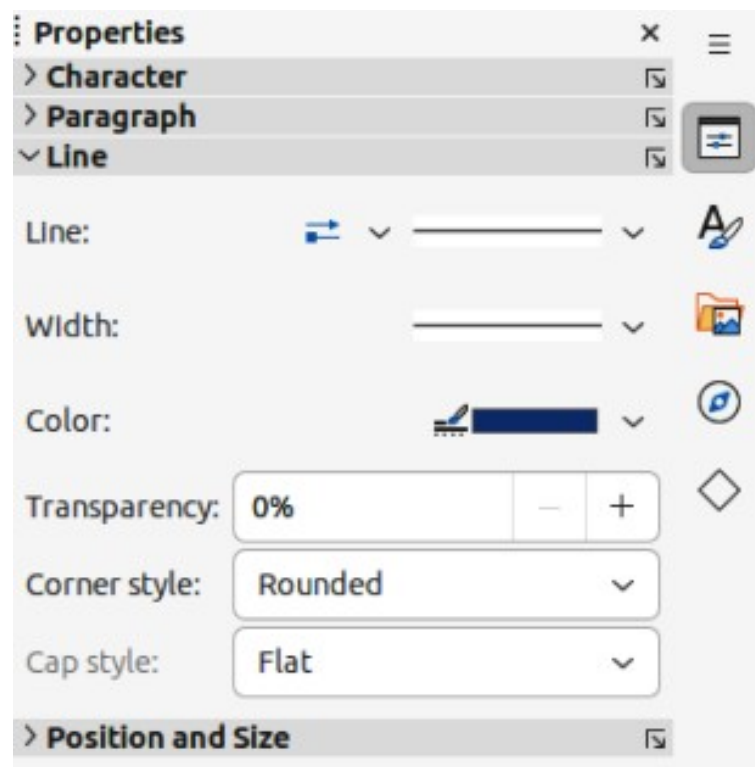 Properties
Character
Paragraph
Line
Line:
Width:
Color:
Transparency: 0%
Corner style: Rounded
Cap style: Flat
Position and Size